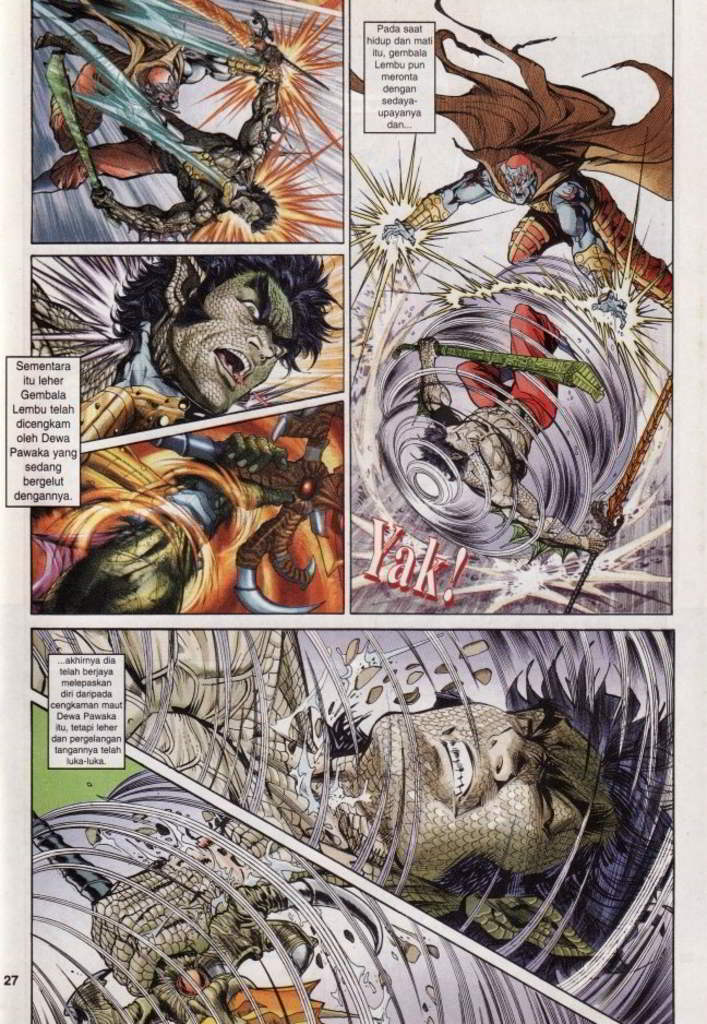 Sementara
itu leher
Gembala
Lembu telah
dicengkam
oleh Dewa
Pawaka yang
sedang
bergelut
dengannya.
Pada saat
hidup dan mati
itu, gembala
Lembu pun
meronta
dengan
sedaya-
upayanya
dan...
Yak!
...akhirnya dia
telah berjaya
melepaskan
diri daripada
cengkaman maut
Dewa Pawaka
itu, tetapi leher
dan pergelangan
tangannya telah
luka-luka.
27